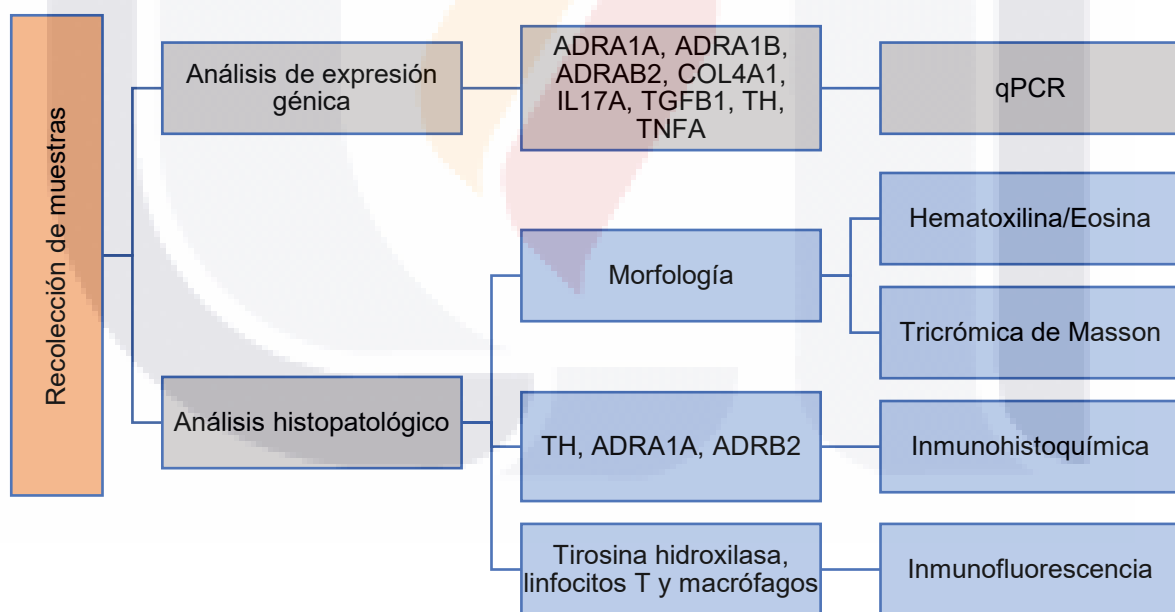 Recolección de muestras
Análisis de expresión
génica
ADRA1A, ADRA1B,
ADRAB2, COL4A1,
IL17A, TGFB1, TH,
TNFA
qPCR
Análisis histopatológico
Morfología
Hematoxilina/Eosina
Tricrómica de Masson
TH, ADRA1A, ADRB2
Inmunohistoquímica
Tirosina hidroxilasa,
linfocitos T y macrófagos
Inmunofluorescencia